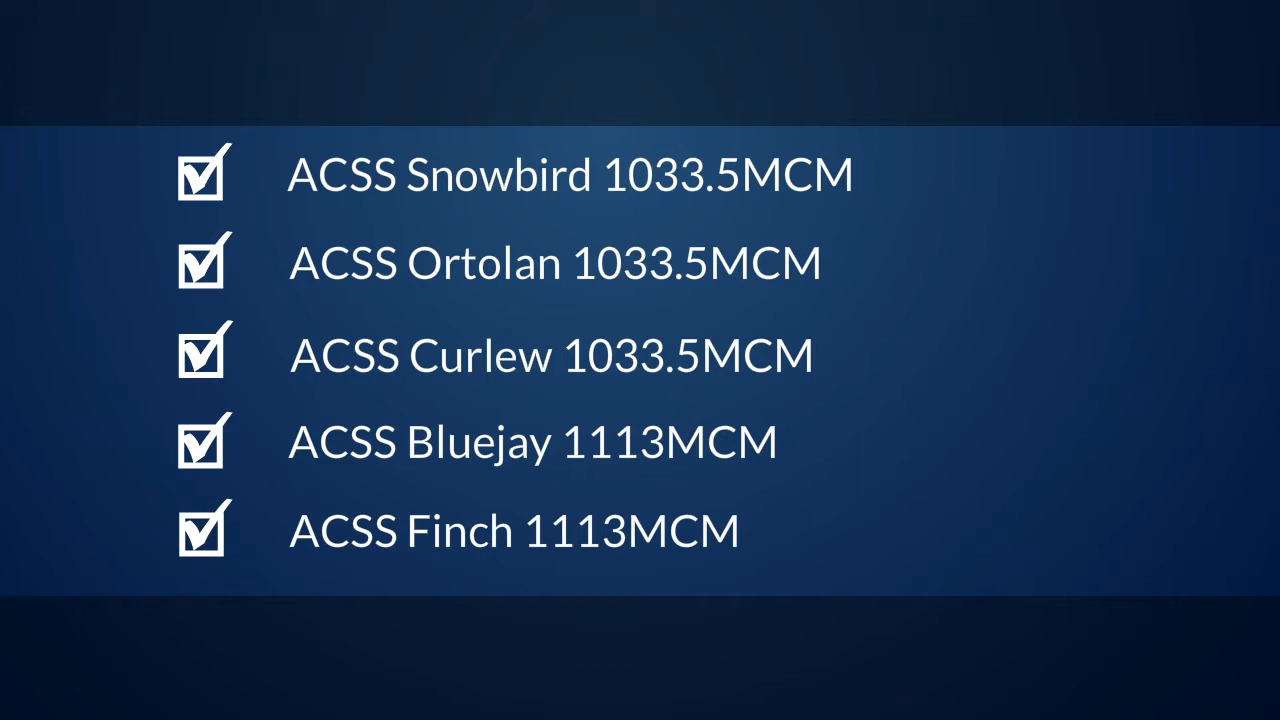 ACSS Snowbird 1033.5MCM
ACSS Ortolan 1033.5MCM
ACSS Curlew 1033.5MCM
ACSS Bluejay 1113MCM
ACSS Finch 1113MCM